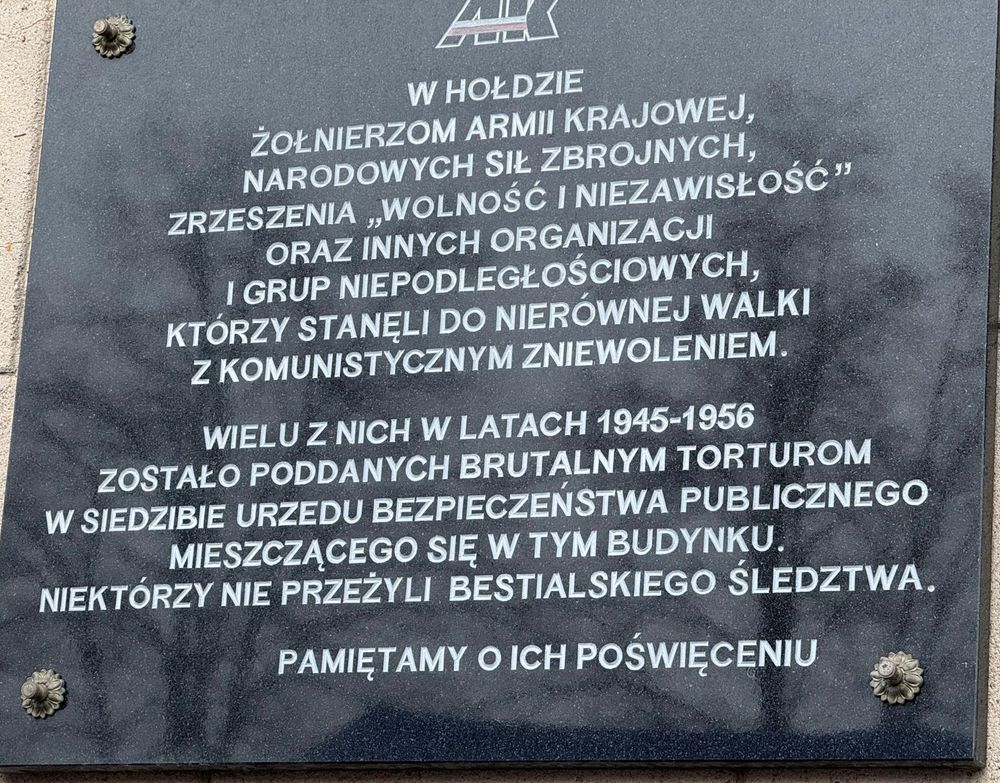 AK
W HOŁDZIE
ŻOŁNIERZOM ARMII KRAJOWEJ,
NARODOWYCH SIŁ ZBROJNYCH,
ZRZESZENIA „WOLNOŚĆ I NIEZAWISŁOŚĆ”
ORAZ INNYCH ORGANIZACJI
I GRUP NIEPODLEGŁOŚCIOWYCH,
KTÓRZY STANĘLI DO NIERÓWNEJ WALKI
Z KOMUNISTYCZNYM ZNIEWOLENIEM.
WIELU Z NICH W LATACH 1945-1956
ZOSTAŁO PODDANYCH BRUTALNYM TORTUROM
W SIEDZIBIE URZEDU BEZPIECZEŃSTWA PUBLICZNEGO
MIESZCZĄCEGO SIĘ W TYM BUDYNKU.
NIEKTÓRZY NIE PRZEŻYLI BESTIALSKIEGO ŚLEDZTWA.
PAMIĘTAMY O ICH POŚWIĘCENIU